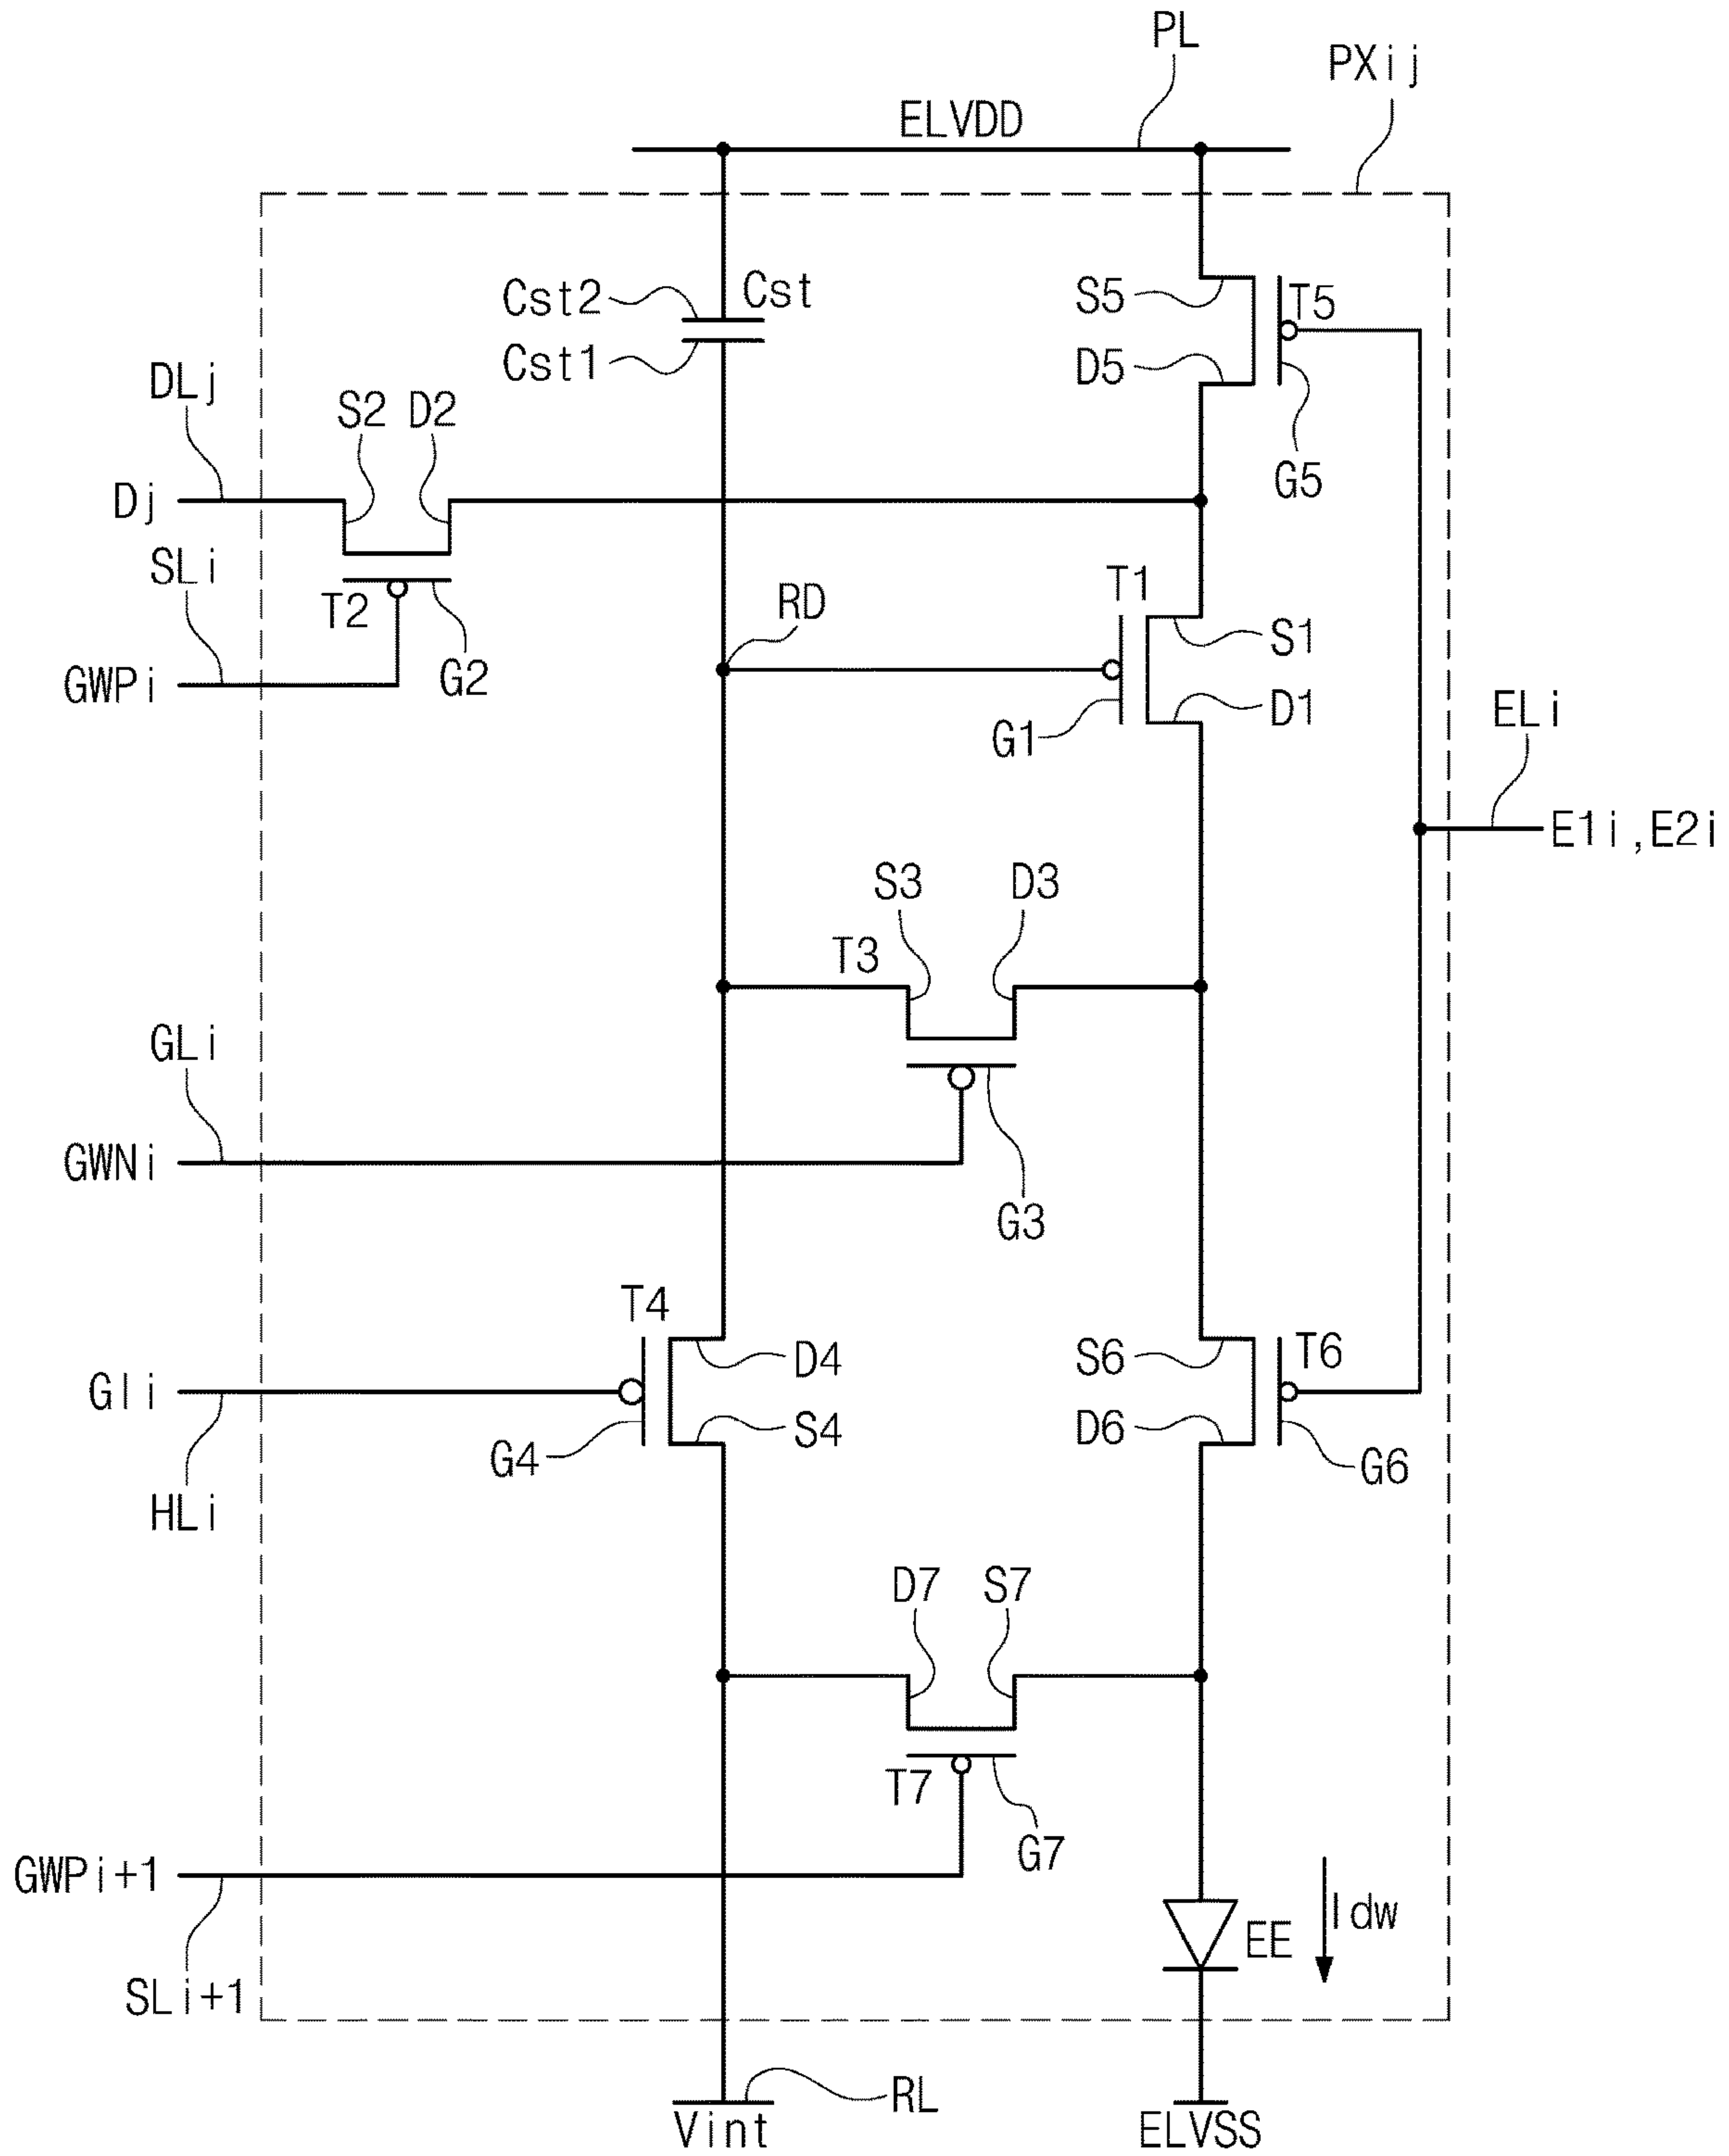 PL
PXij
ELVDD
Cst2
Cst
Cst1
S5
T5
D5
G5
DLj
S2
D2
Dj
SLi
T2
G2
GWPi
RD
T1
S1
D1
G1
ELi
E1i,E2i
S3
D3
T3
GLi
GWNi
G3
T4
D4
S4
G4
GIi
HLi
S6
T6
D6
G6
D7
S7
T7
G7
GWPi+1
SLi+1
EE
Idw
RL
Vint
ELVSS